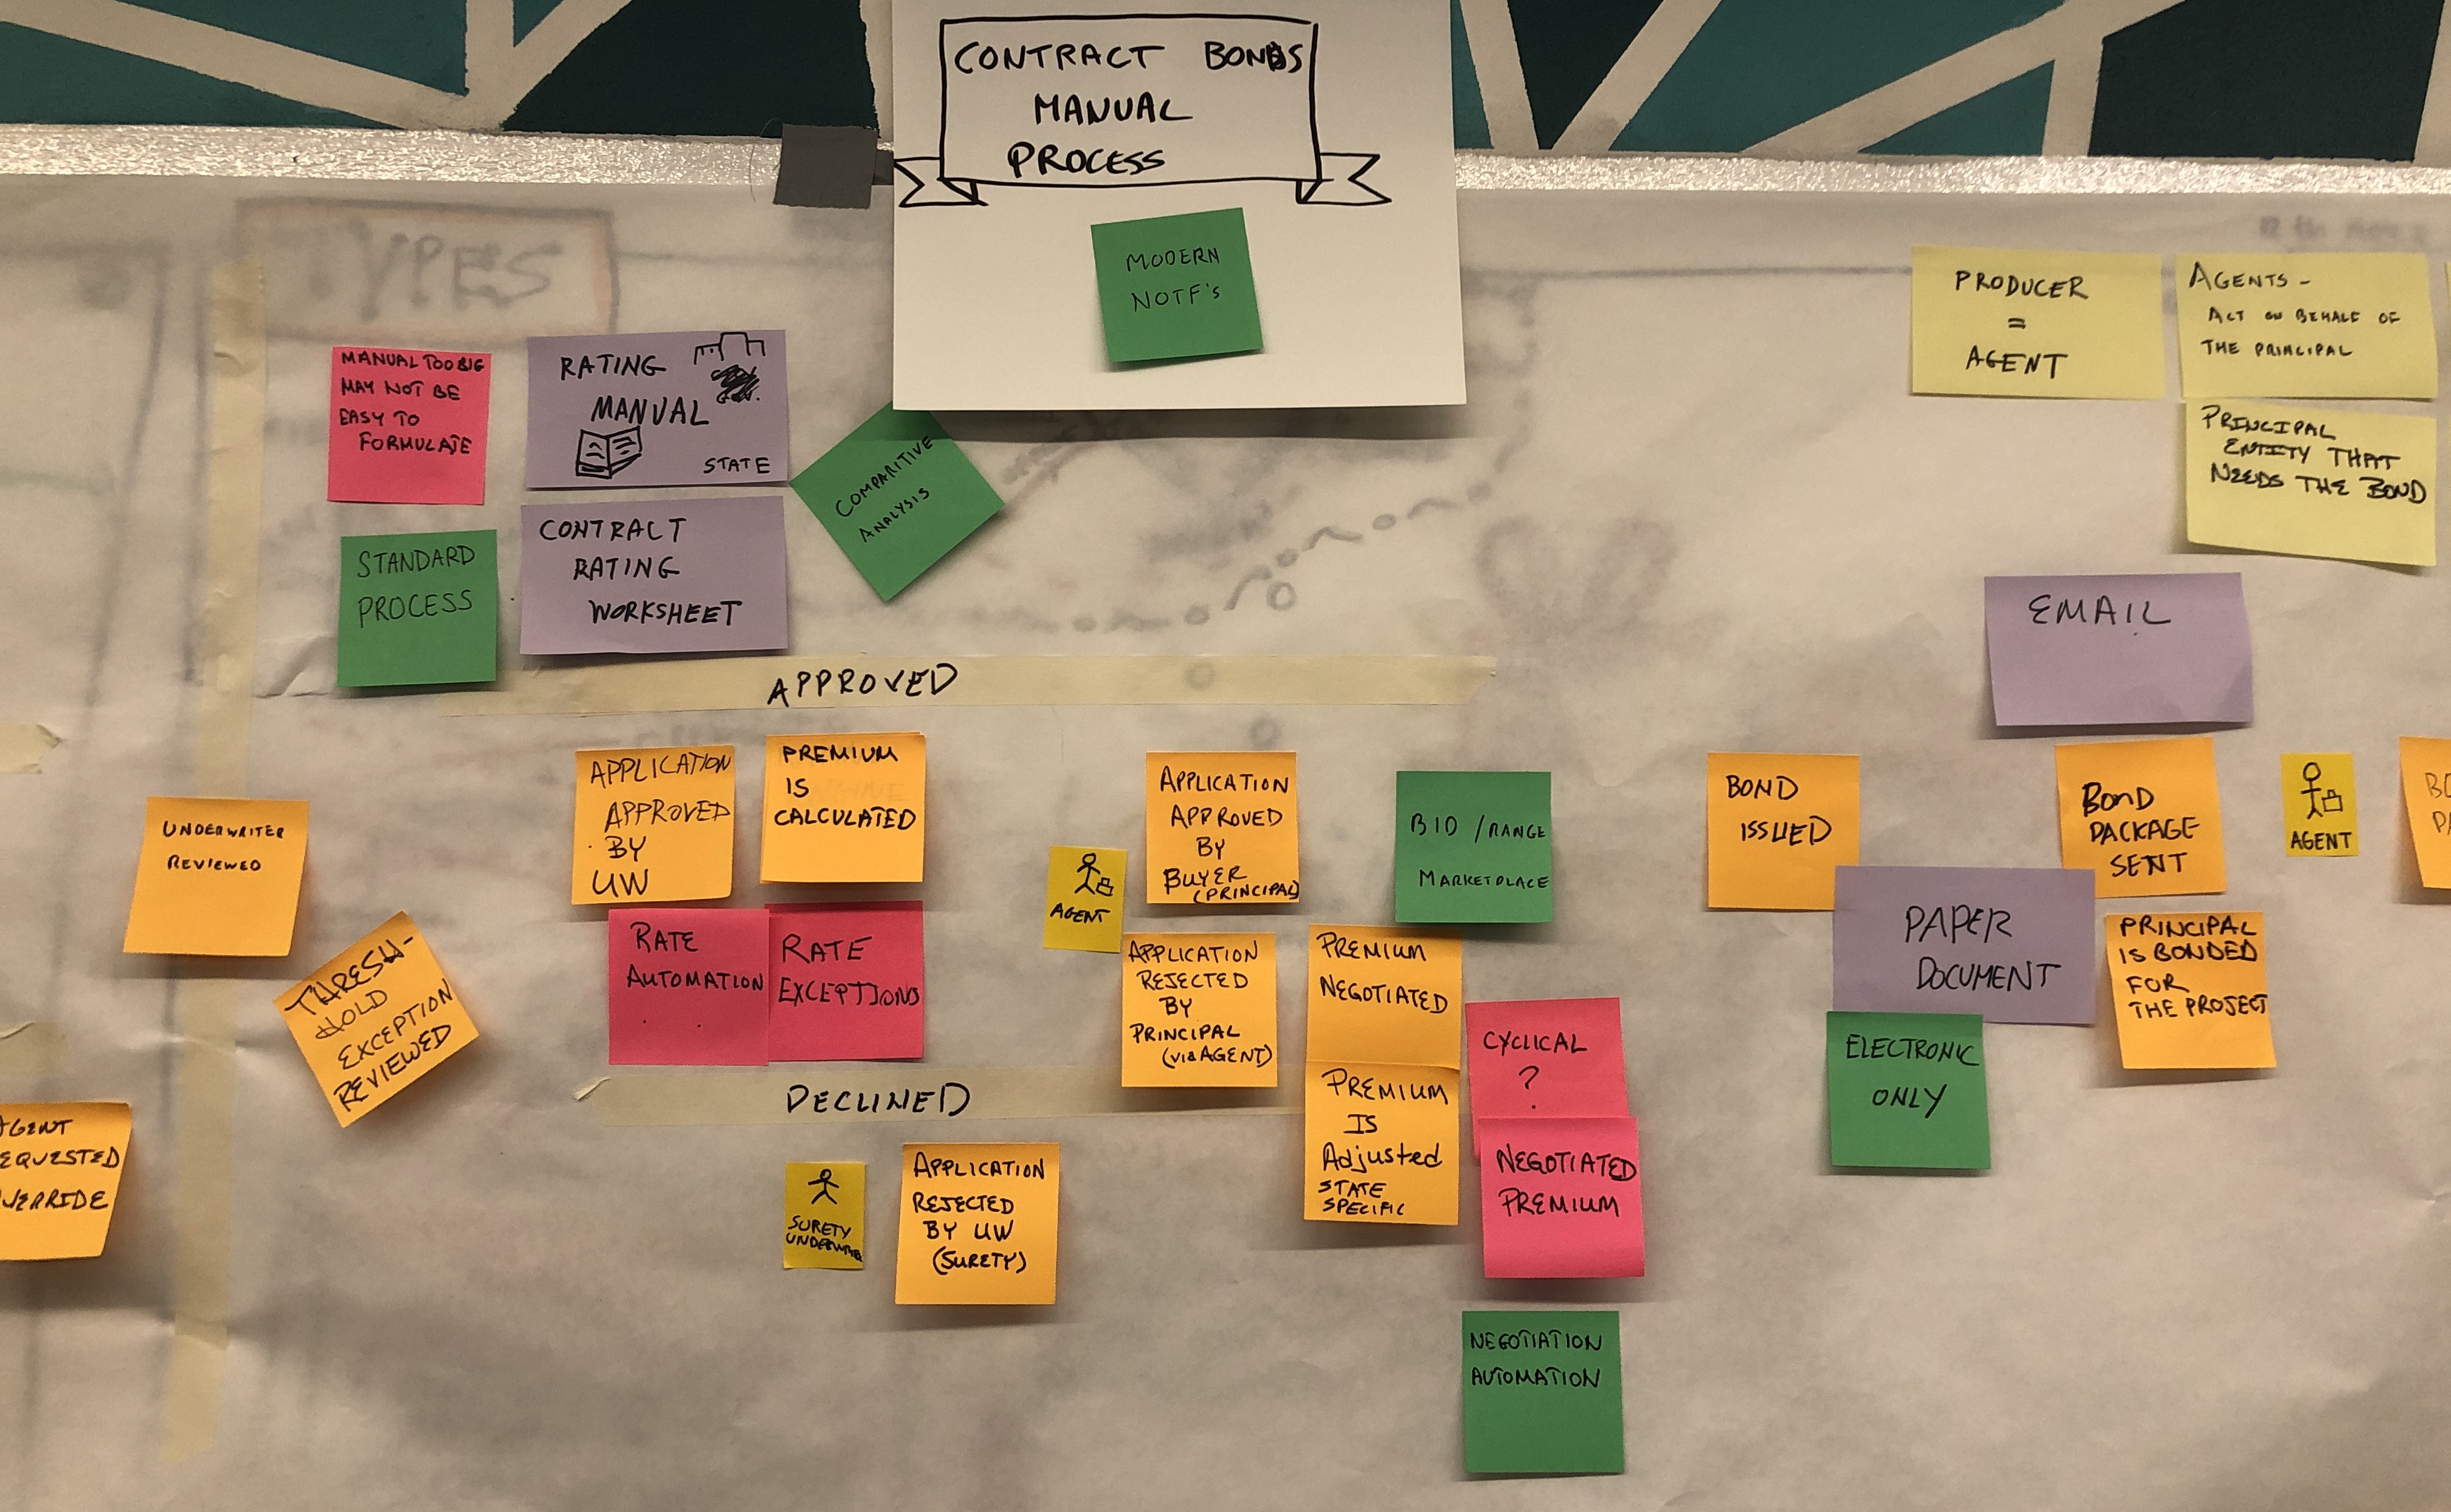 CONTRACT BONDS
MANUAL
PROCESS
MODERN
NOTF'S
YPES
MANUAL TOO BIG
MAY NOT BE
EASY TO
FORMULATE
RATING
MANUAL
STATE
COMPARITIVE
ANALYSIS
STANDARD
PROCESS
CONTRACT
RATING
WORKSHEET
PRODUCER
=
AGENT
AGENTS -
ACT ON BEHALF OF
THE PRINCIPAL
PRINCIPAL
ENTITY THAT
NEEDS THE BOND
EMAIL
APPROVED
UNDERWRITER
REVIEWED
THRESH-
HOLD
EXCEPTION
REVIEWED
APPLICATION
APPROVED
BY
UW
PREMIUM
IS
CALCULATED
RATE
AUTOMATION
RATE
EXCEPTIONS
AGENT
APPLICATION
APPROVED
BY
BUYER
(PRINCIPAL)
BID / RANGE
MARKETPLACE
APPLICATION
REJECTED
BY
PRINCIPAL
(via AGENT)
PREMIUM
NEGOTIATED
PREMIUM
IS
Adjusted
STATE
SPECIFIC
CYCLICAL
?
NEGOTIATED
PREMIUM
NEGOTIATION
AUTOMATION
BOND
ISSUED
BOND
PACKAGE
SENT
AGENT
PAPER
DOCUMENT
PRINCIPAL
IS BONDED
FOR
THE PROJECT
ELECTRONIC
ONLY
DECLINED
SURETY
APPLICATION
REJECTED
BY UW
(SURETY)
AGENT
EQUESTED
VERRIDE